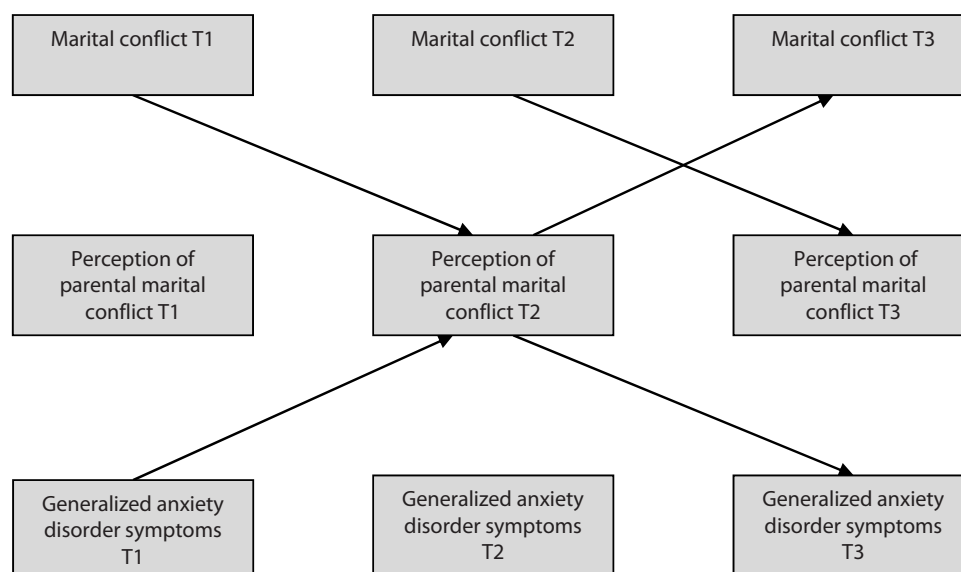 Marital conflict T1
Marital conflict T2
Marital conflict T3
Perception of
parental marital
conflict T1
Perception of
parental marital
conflict T2
Perception of
parental marital
conflict T3
Generalized anxiety
disorder symptoms
T1
Generalized anxiety
disorder symptoms
T2
Generalized anxiety
disorder symptoms
T3